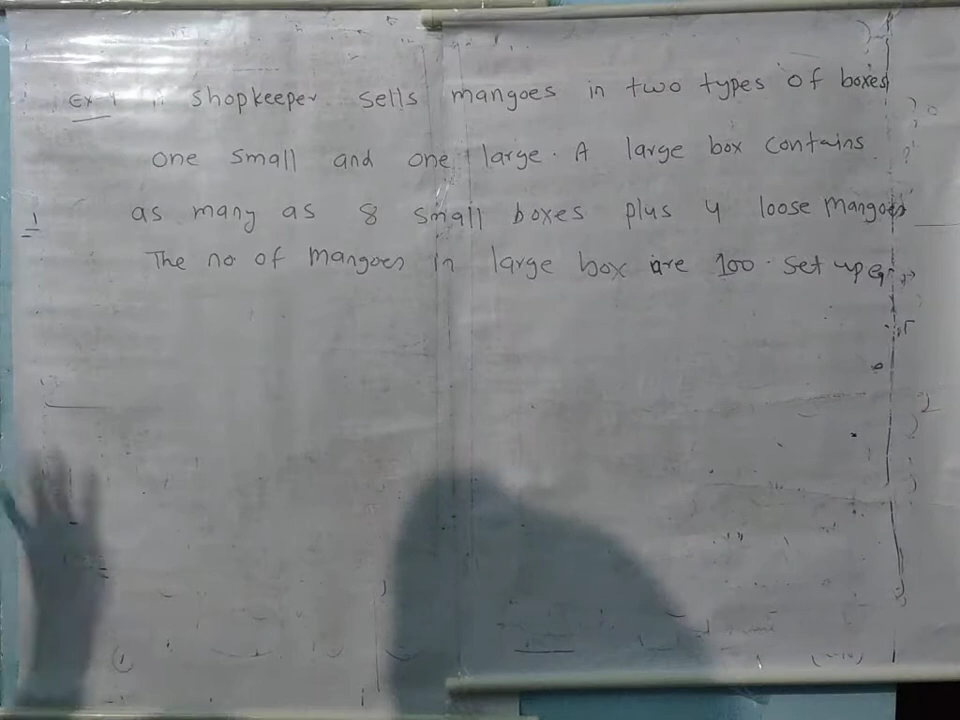 Ex-1 Shopkeeper sells mangoes in two types of boxes
one small and one large. A large box contains
1 as many as 8 small boxes plus 4 loose mangoes
The no of mangoes in large box are 100. set up eqn